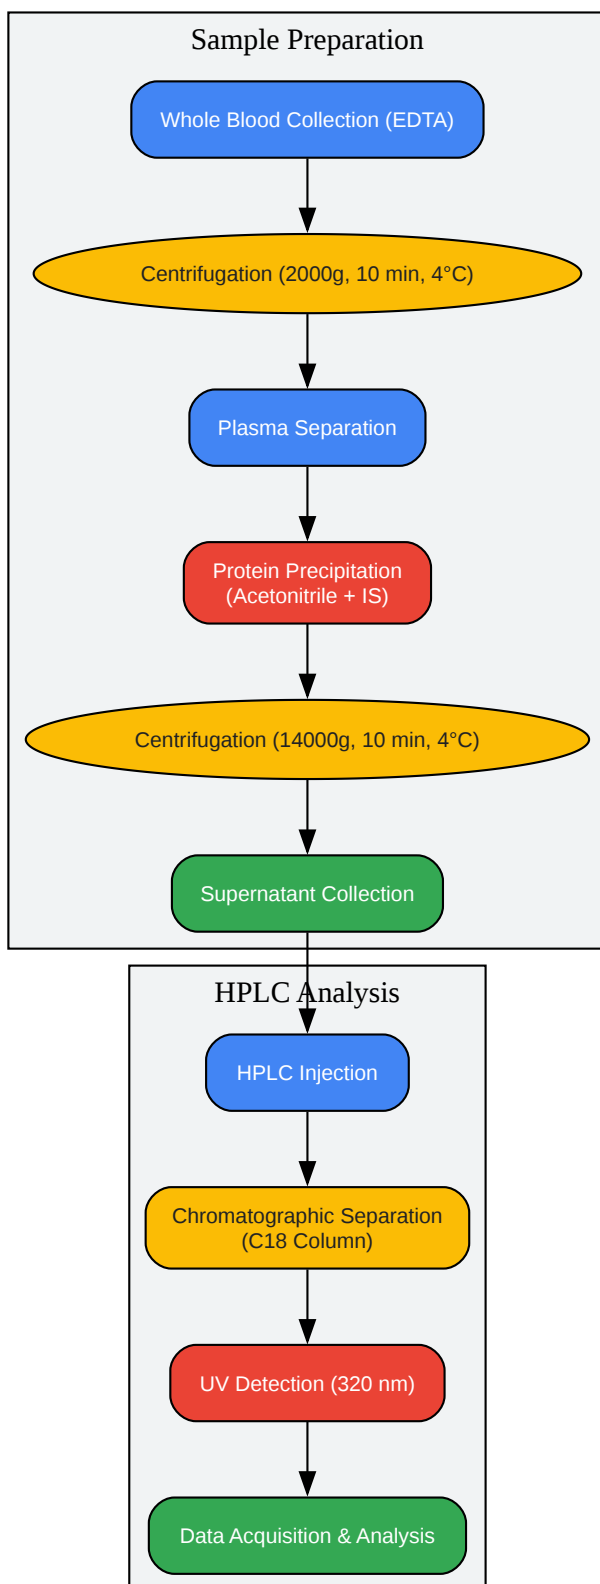 Sample Preparation
Whole Blood Collection (EDTA)
Centrifugation (2000g, 10 min, 4°C)
Plasma Separation
Protein Precipitation
(Acetonitrile + IS)
Centrifugation (14000g, 10 min, 4°C)
Supernatant Collection
HPLC Analysis
HPLC Injection
Chromatographic Separation
(C18 Column)
UV Detection (320 nm)
Data Acquisition & Analysis